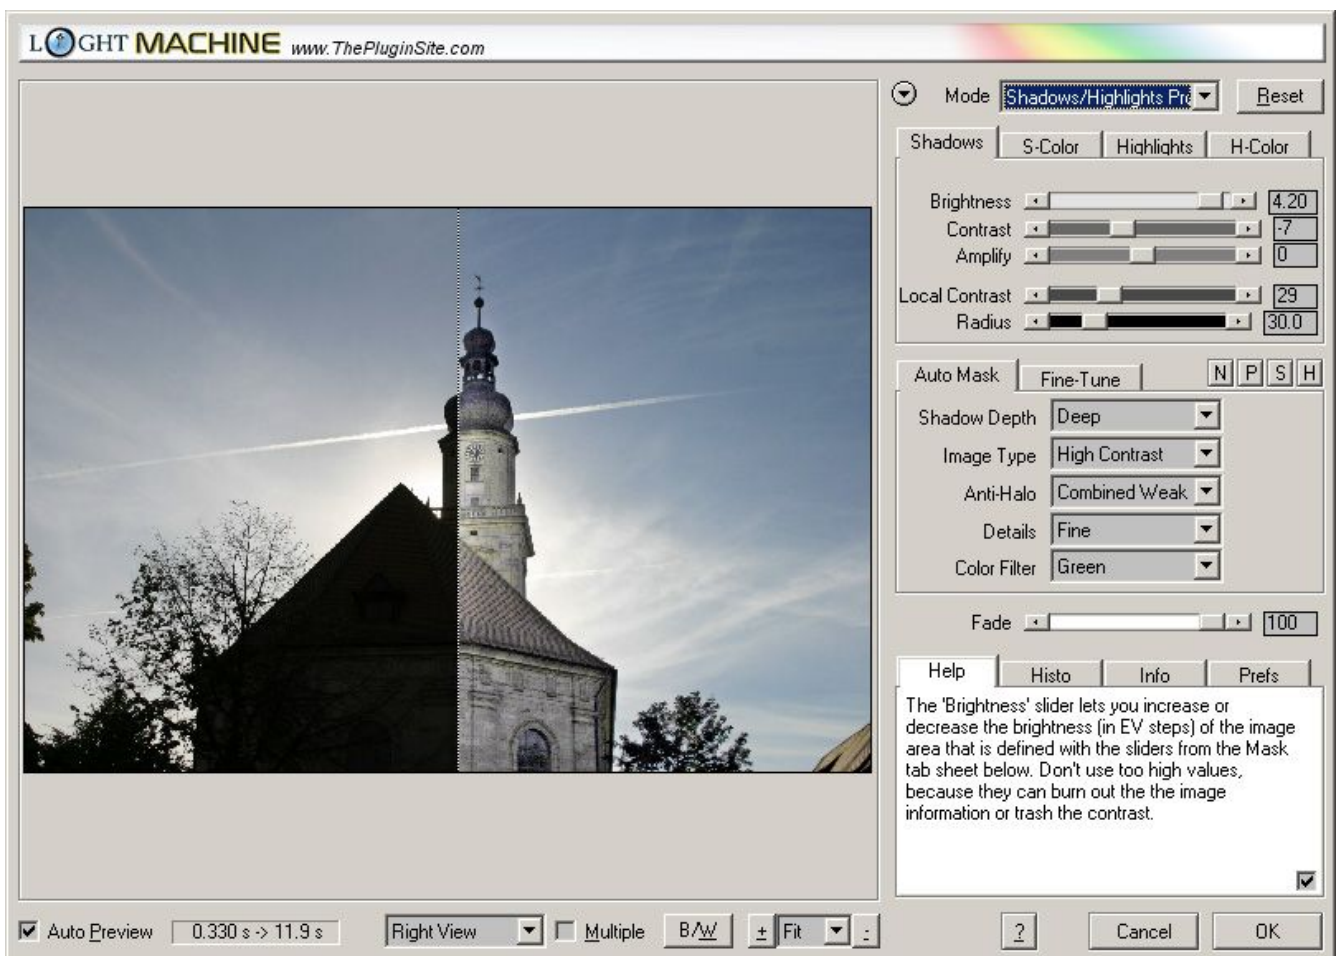 LIGHT MACHINE www.ThePluginSite.com
Mode Shadows/Highlights Pro Reset
Shadows S-Color Highlights H-Color
Brightness 4.20
Contrast -7
Amplify 0
Local Contrast 29
Radius 30.0
Auto Mask Fine-Tune N P S H
Shadow Depth Deep
Image Type High Contrast
Anti-Halo Combined Weak
Details Fine
Color Filter Green
Fade 100
Help Histo Info Prefs
The 'Brightness' slider lets you increase or
decrease the brightness (in EV steps) of the image
area that is defined with the sliders from the Mask
tab sheet below. Don't use too high values,
because they can burn out the the image
information or trash the contrast.
Auto Preview 0.330 s -> 11.9 s Right View Multiple B/W + Fit - ? Cancel OK